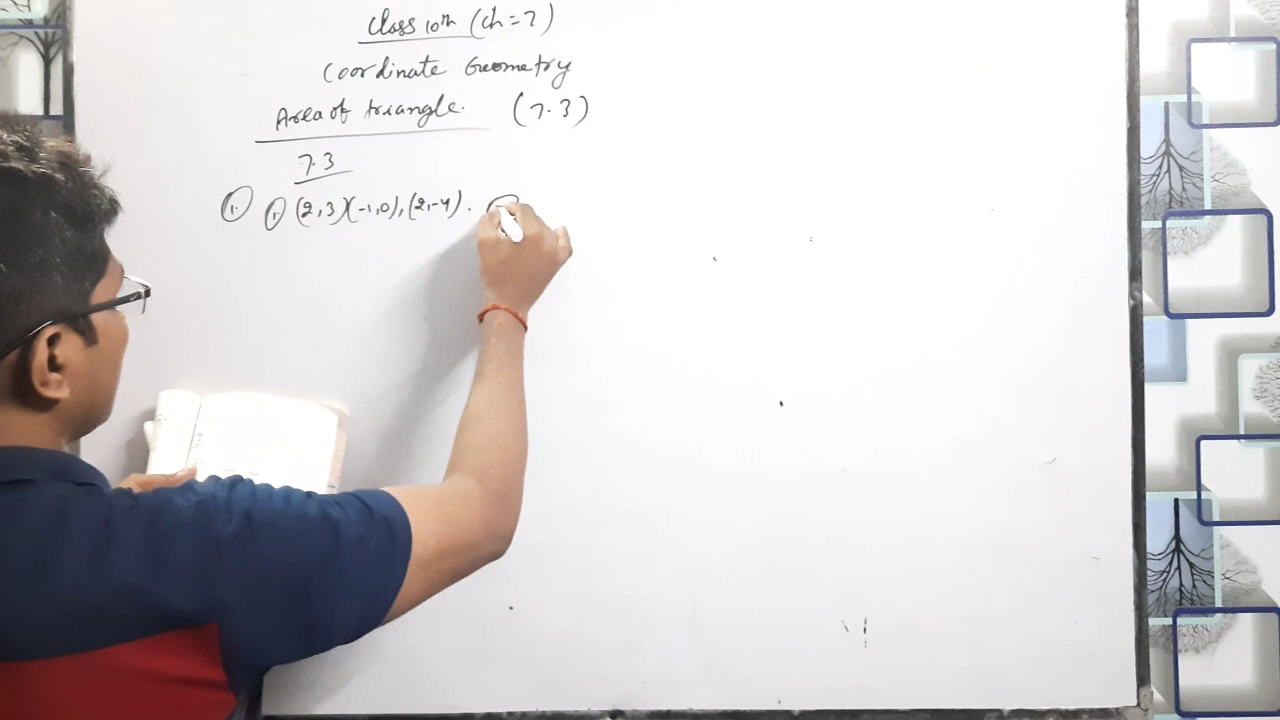 Class 10th (ch=7)
Coordinate Geometry
Area of triangle. (7.3)
7.3
1. 1 (2,3)(-1,0),(2,-4).